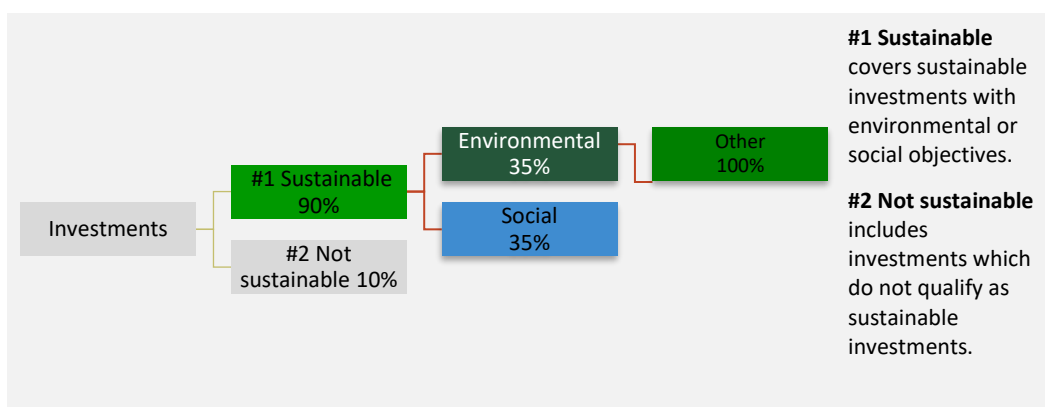 Investments
#1 Sustainable
90%
#2 Not
sustainable 10%
Environmental
35%
Social
35%
Other
100%
#1 Sustainable
covers sustainable
investments with
environmental or
social objectives.
#2 Not sustainable
includes
investments which
do not qualify as
sustainable
investments.